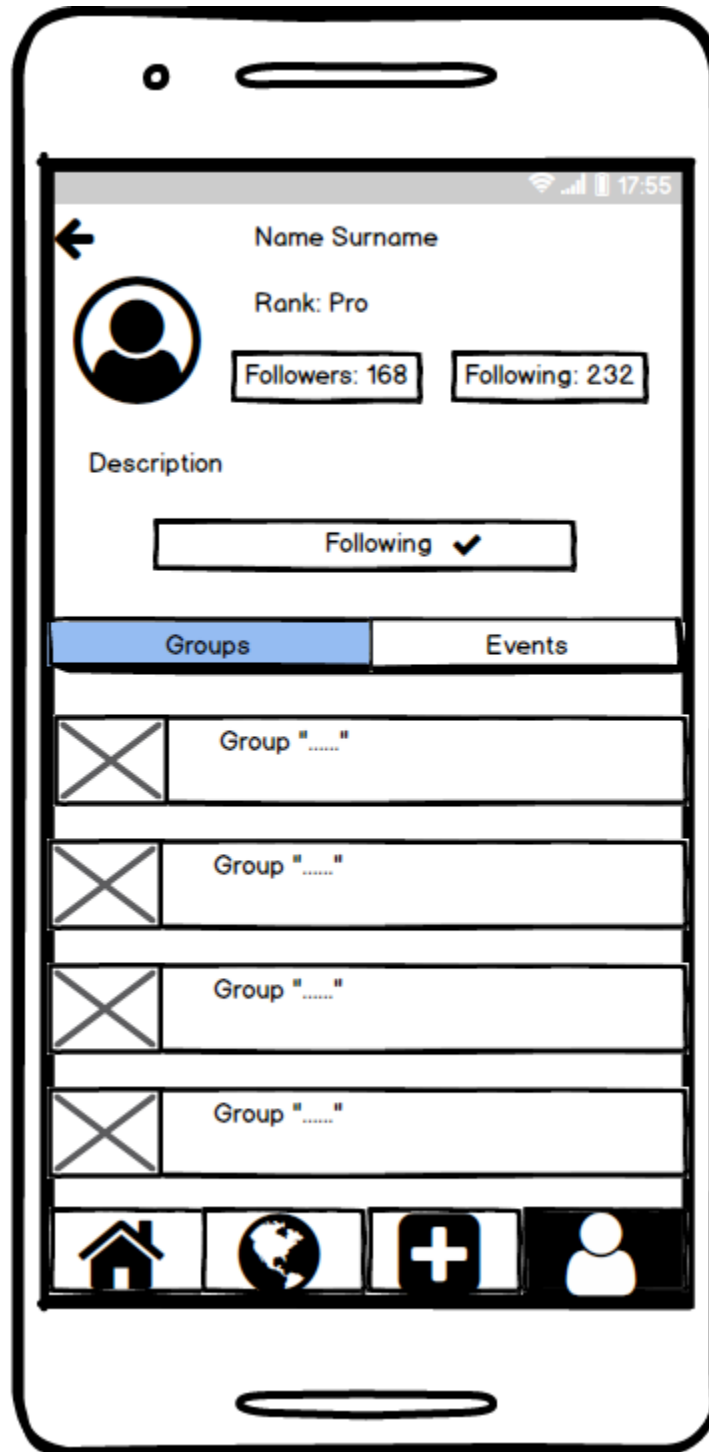 17:55
Name Surname
Rank: Pro
Followers: 168
Following: 232
Description
Following
Groups
Events
Group "......"
Group "......"
Group "......"
Group "......"